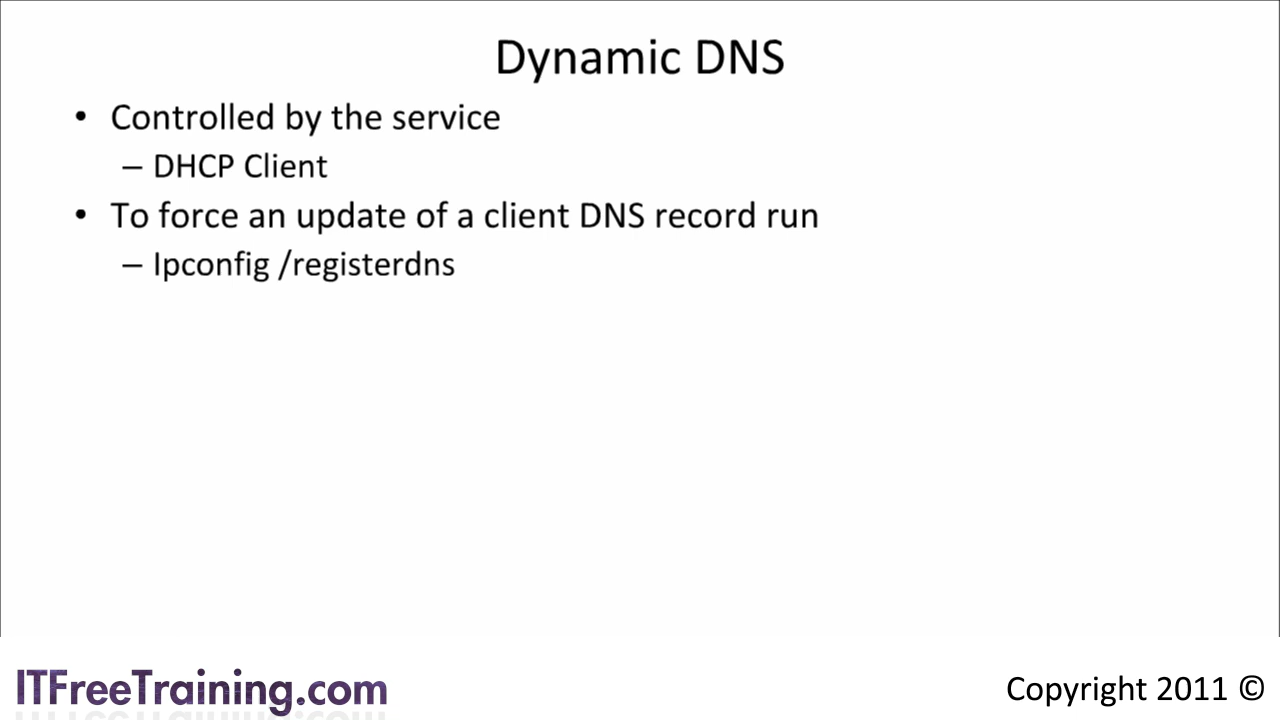 Dynamic DNS
• Controlled by the service
– DHCP Client
• To force an update of a client DNS record run
– Ipconfig /registerdns
ITFreeTraining.com
Copyright 2011 ©